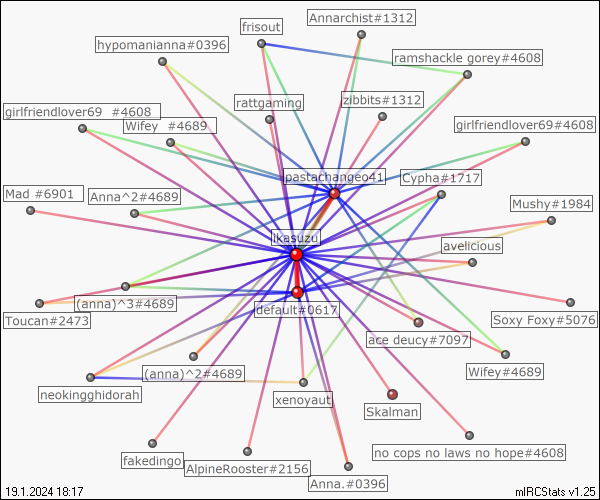 Annarchist#1312
frisout
hypomanianna#0396
ramshackle gorey#4608
rattgaming
zibbits#1312
girlfriendlover69 #4608
Wifey #4689
girlfriendlover69#4608
pastachangeo41
Cypha#1717
Mad #6901
Anna^2#4689
Mushy#1984
ikasuzu
avelicious
(anna)^3#4689
default#0617
Toucan#2473
Soxy Foxy#5076
ace deucy#7097
(anna)^2#4689
Wifey#4689
neokingghidorah
xenoyaut
Skalman
no cops no laws no hope#4608
fakedingo
AlpineRooster#2156
Anna.#0396
19.1.2024 18:17
mIRCStats v1.25